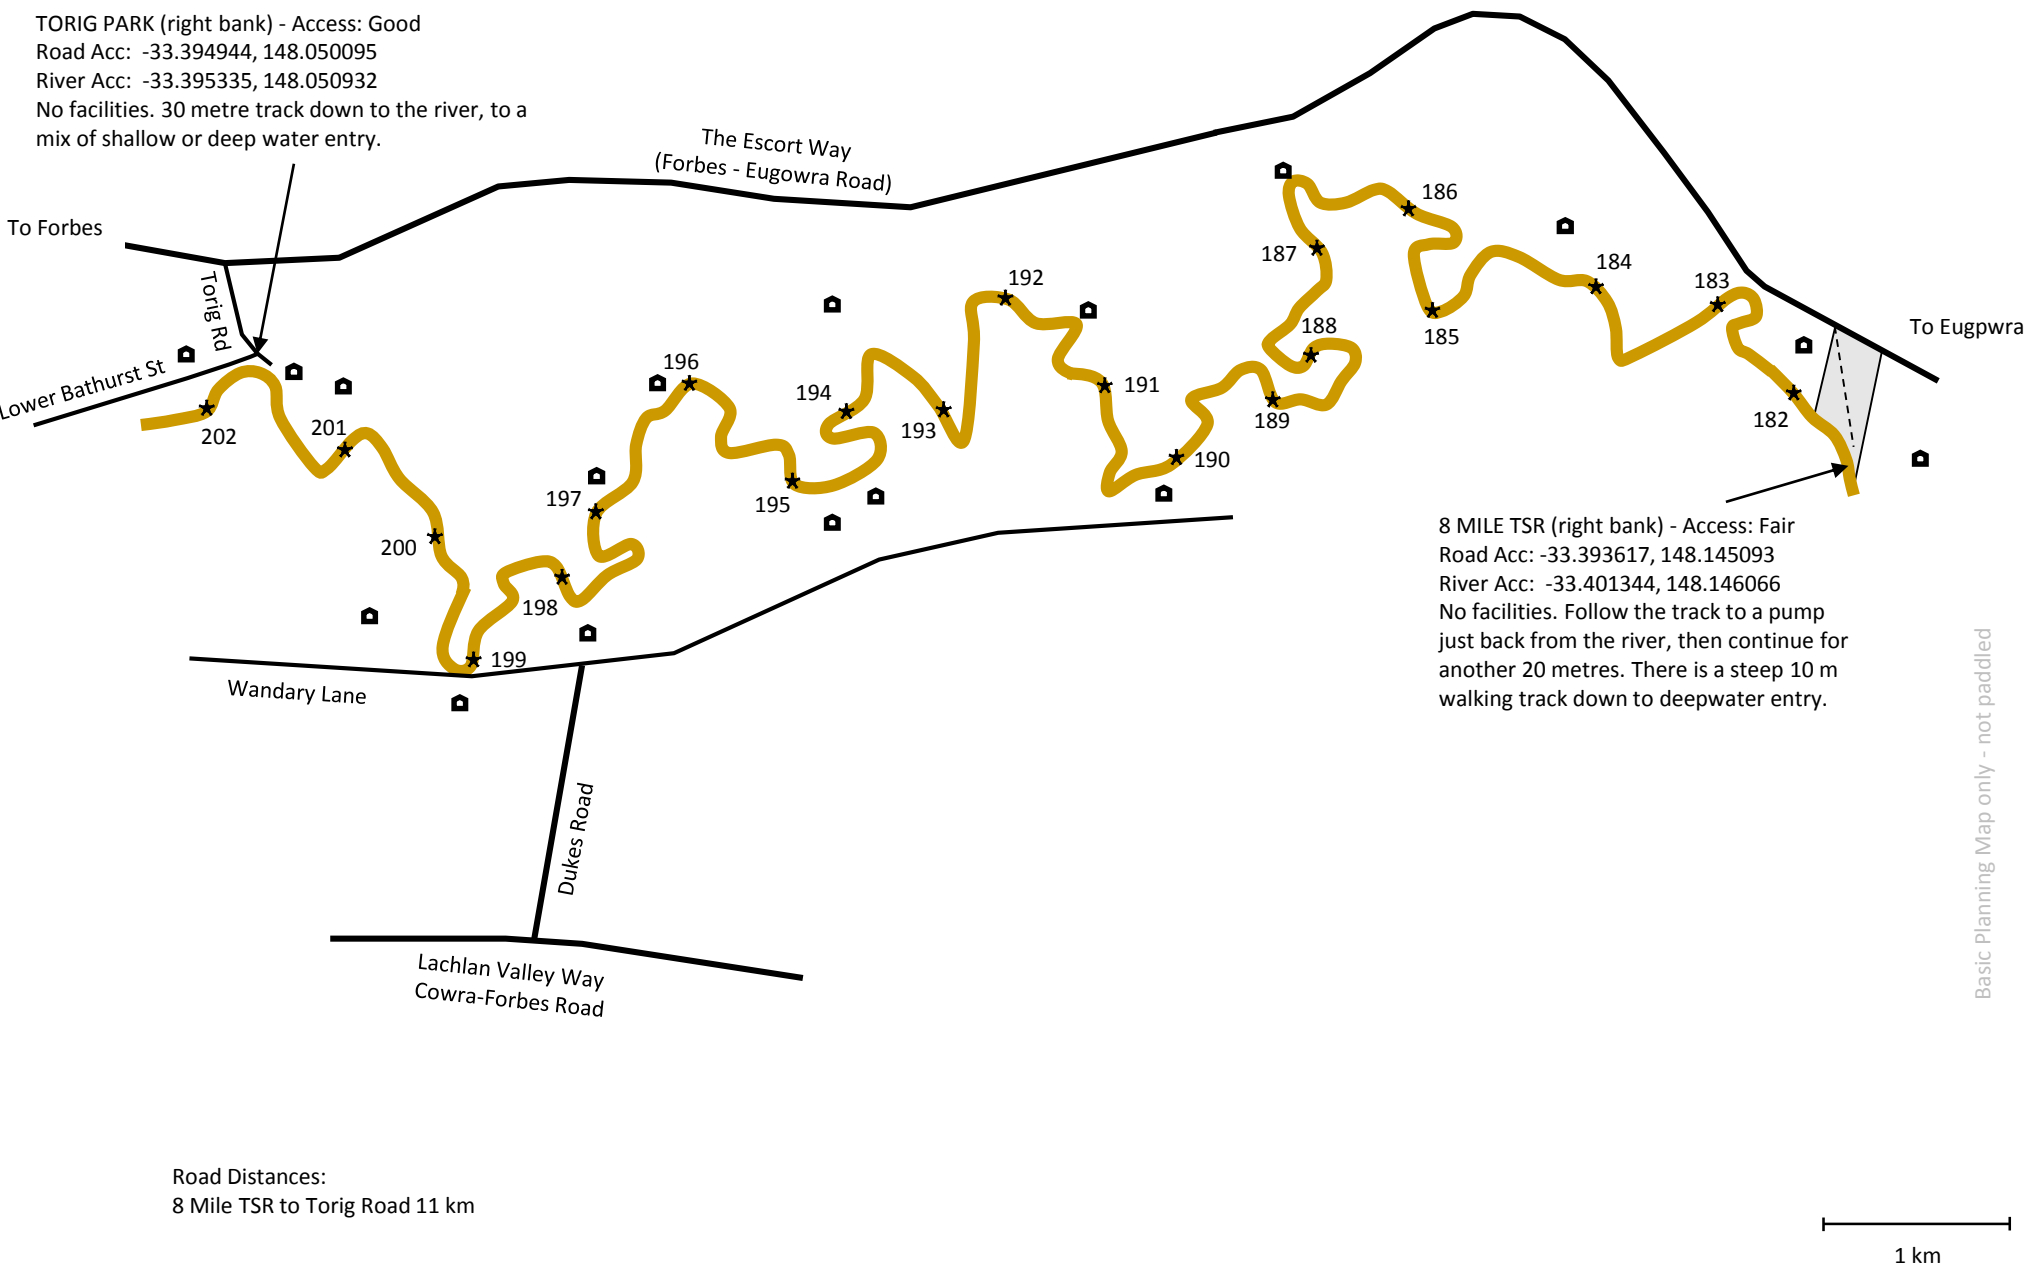 TORIG PARK (right bank) - Access: Good
Road Acc: -33.394944, 148.050095
River Acc: -33.395335, 148.050932
No facilities. 30 metre track down to the river, to a
mix of shallow or deep water entry.
The Escort Way
(Forbes - Eugowra Road)
To Forbes
Torig Rd
Lower Bathurst St
To Eugpwra
186
187
192
184
183
188
185
196
194
191
193
182
202
201
189
190
195
197
200
198
199
8 MILE TSR (right bank) - Access: Fair
Road Acc: -33.393617, 148.145093
River Acc: -33.401344, 148.146066
No facilities. Follow the track to a pump
just back from the river, then continue for
another 20 metres. There is a steep 10 m
walking track down to deepwater entry.
Wandary Lane
Dukes Road
Lachlan Valley Way
Cowra-Forbes Road
Basic Planning Map only - not paddled
Road Distances:
8 Mile TSR to Torig Road 11 km
1 km